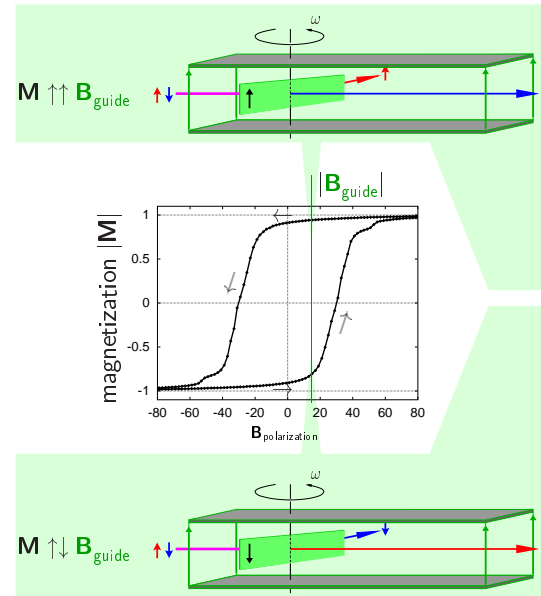 ω
M ↑↑ B_guide
|B_guide|
magnetization |M|
1
0.5
0
-0.5
-1
-80 -60 -40 -20 0 20 40 60 80
B_polarization
ω
M ↑↓ B_guide